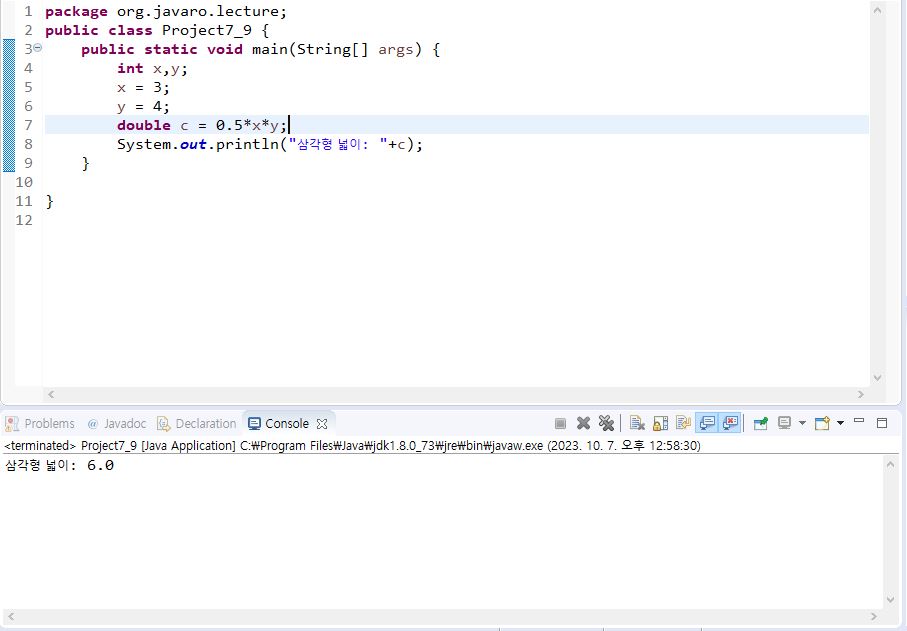 1 package org.javaro.lecture;
2 public class Project7_9 {
3 public static void main(String[] args) {
4 int x,y;
5 x = 3;
6 y = 4;
7 double c = 0.5*x*y;
8 System.out.println("삼각형 넓이: "+c);
9 }
10
11 }
12
Problems @ Javadoc Declaration Console
<terminated> Project7_9 [Java Application] C:₩Program Files₩Java₩jdk1.8.0_73₩jre₩bin₩javaw.exe (2023. 10. 7. 오후 12:58:30)
삼각형 넓이: 6.0